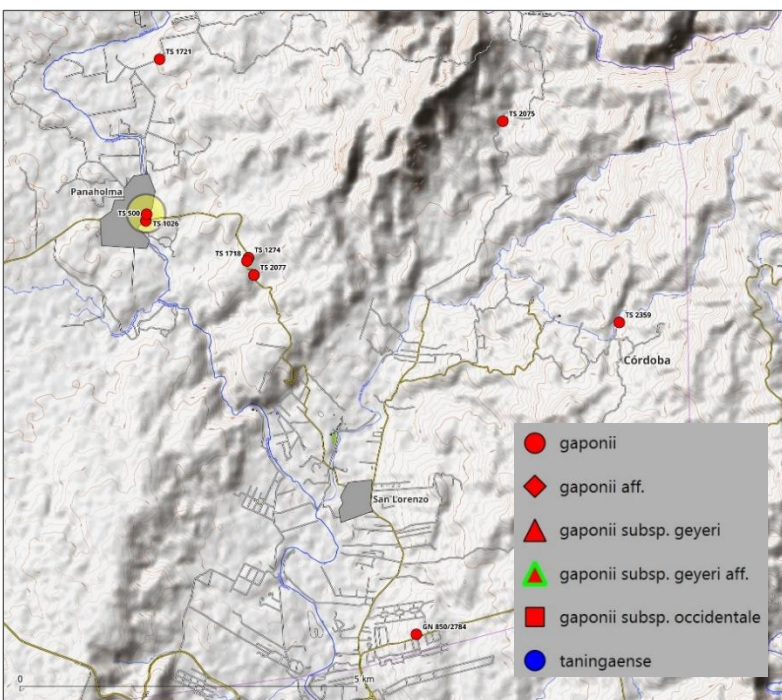 TS 1721
TS 2075
Panaholma
TS 500
TS 1026
TS 1718
TS 1274
TS 2077
TS 2359
Córdoba
San Lorenzo
GN 850/2784
0
5 km
gaponii
gaponii aff.
gaponii subsp. geyeri
gaponii subsp. geyeri aff.
gaponii subsp. occidentale
taningaense